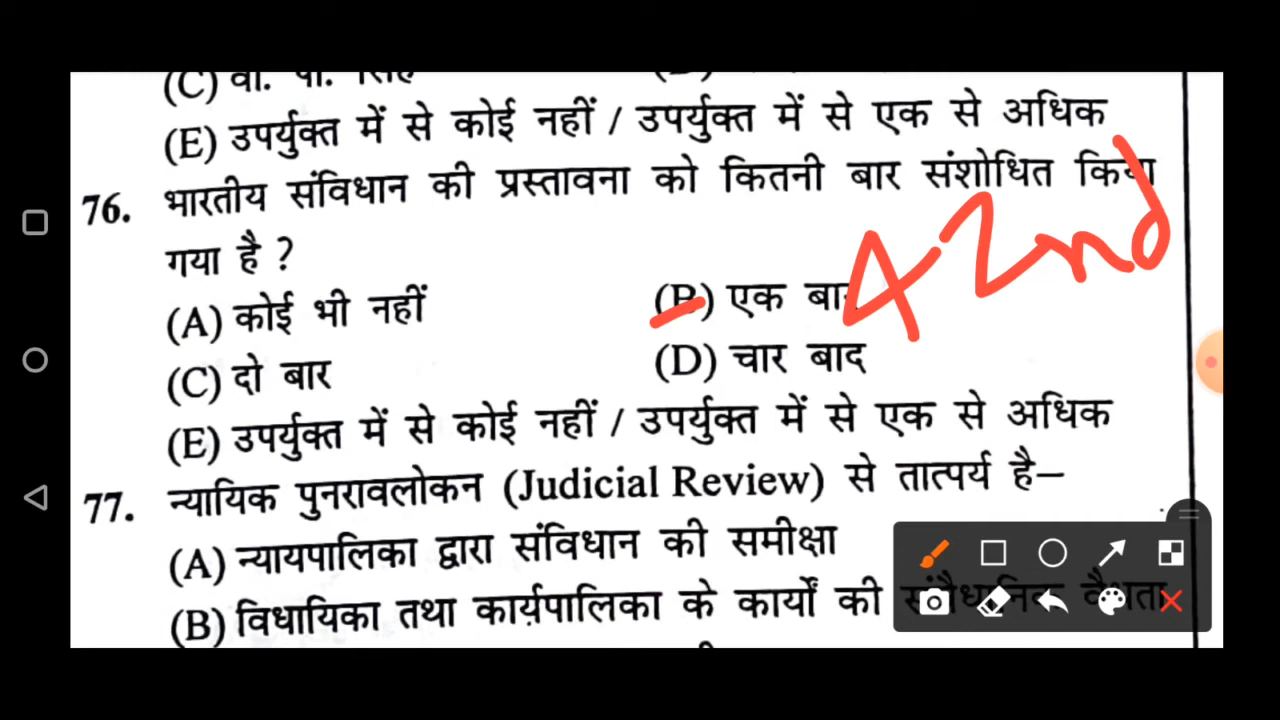 (C) वी. पी. सिंह
(E) उपर्युक्त में से कोई नहीं / उपर्युक्त में से एक से अधिक
76. भारतीय संविधान की प्रस्तावना को कितनी बार संशोधित किया
गया है ?
42nd
(A) कोई भी नहीं (B) एक बार
(C) दो बार (D) चार बाद
(E) उपर्युक्त में से कोई नहीं / उपर्युक्त में से एक से अधिक
77. न्यायिक पुनरावलोकन (Judicial Review) से तात्पर्य है–
(A) न्यायपालिका द्वारा संविधान की समीक्षा
(B) विधायिका तथा कार्यपालिका के कार्यों की संवैधानिक वैधता